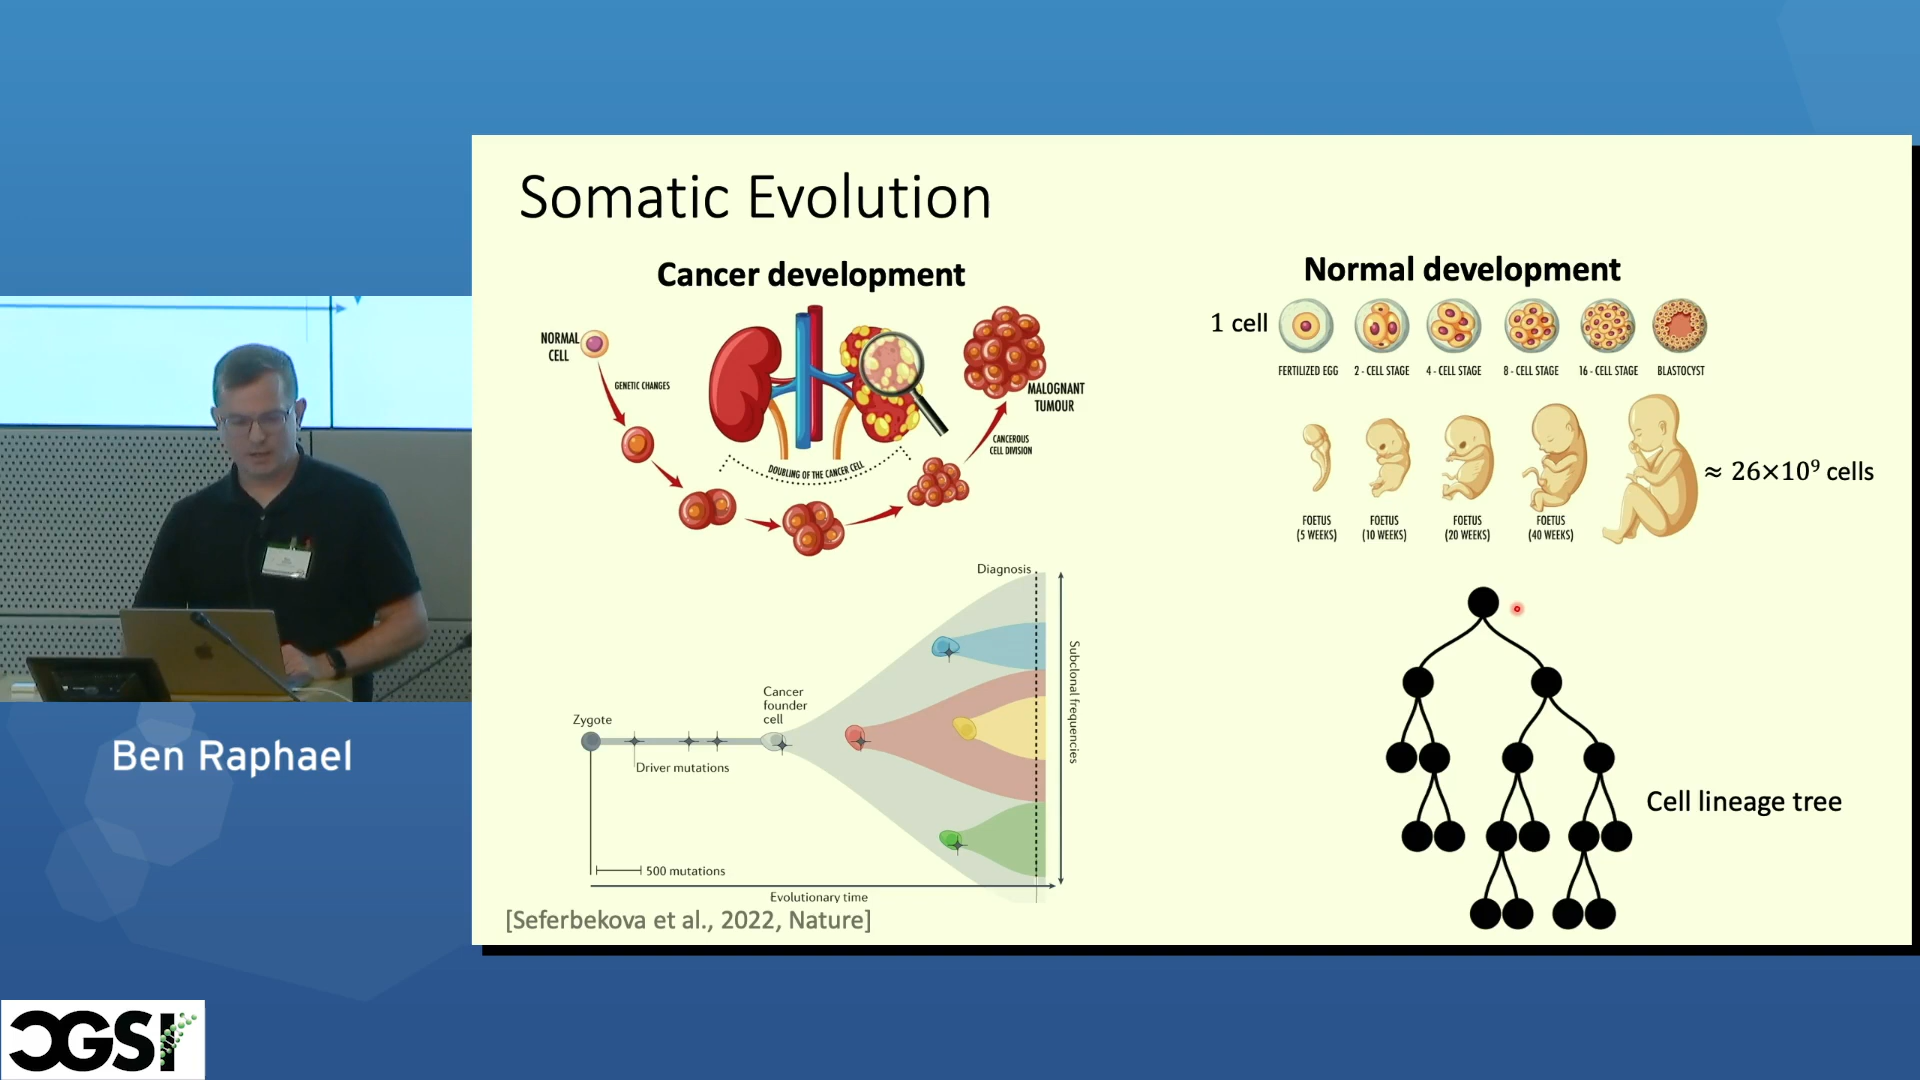 Somatic Evolution
Cancer development
NORMAL
CELL
GENETIC CHANGES
DOUBLING OF THE CANCER CELL
CANCEROUS
CELL DIVISION
MALOGNANT
TUMOUR
Normal development
1 cell
FERTILIZED EGG
2 - CELL STAGE
4 - CELL STAGE
8 - CELL STAGE
16 - CELL STAGE
BLASTOCYST
≈ 26×10⁹ cells
FOETUS
(5 WEEKS)
FOETUS
(10 WEEKS)
FOETUS
(20 WEEKS)
FOETUS
(40 WEEKS)
Diagnosis
Subclonal frequencies
Cancer
founder
cell
Zygote
Driver mutations
500 mutations
Evolutionary time
[Seferbekova et al., 2022, Nature]
Cell lineage tree
Ben Raphael
CGSI